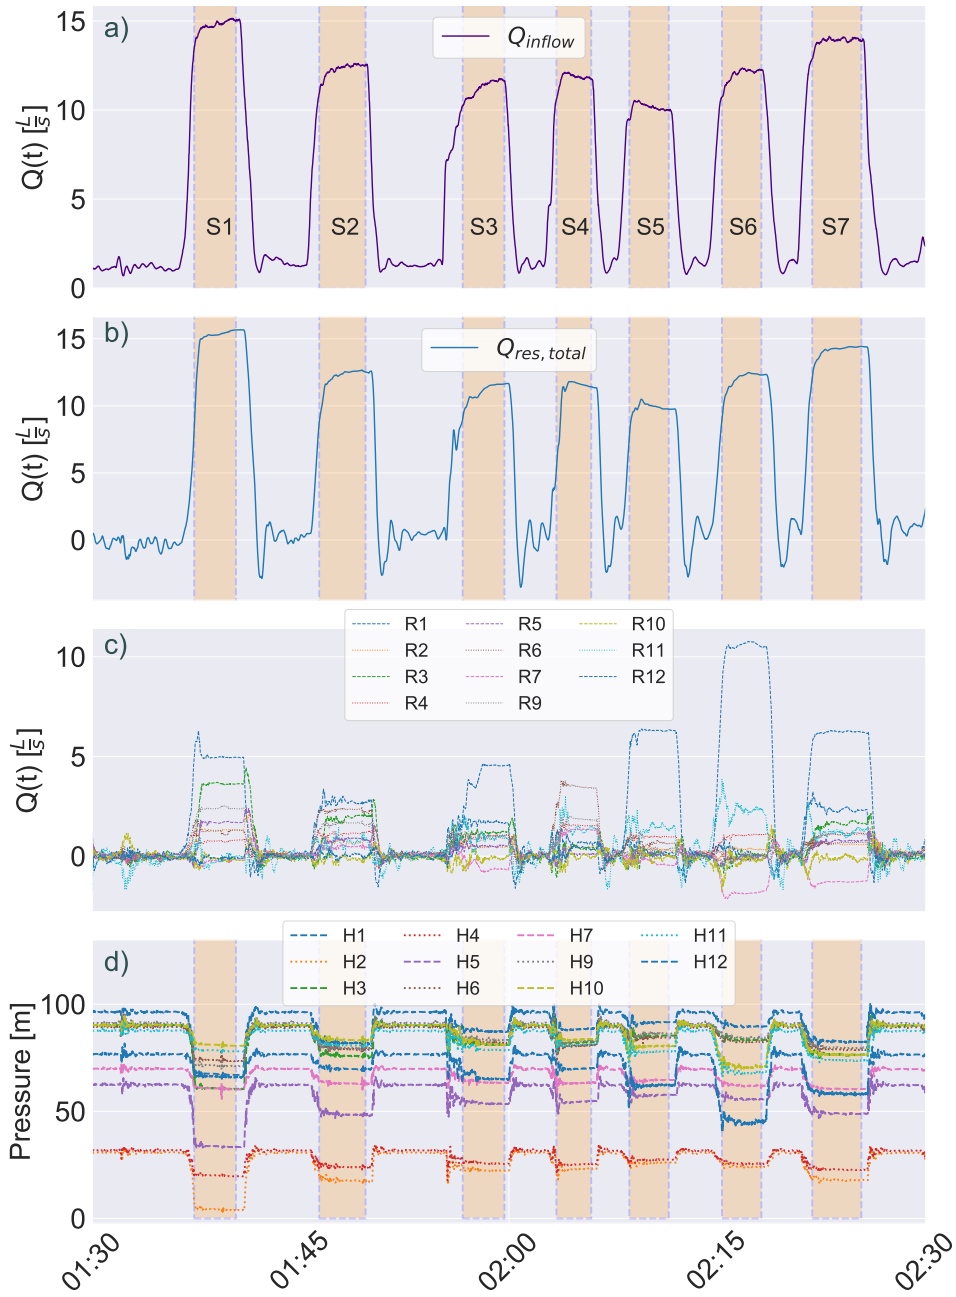 a)
Q_inflow
15
10
5
0
Q(t) [L/s]
S1 S2 S3 S4 S5 S6 S7
b)
Q_res, total
15
10
5
0
Q(t) [L/s]
R1 R5 R10
R2 R6 R11
R3 R7 R12
R4 R9
c)
10
5
0
Q(t) [L/s]
H1 H4 H7 H11
H2 H5 H9 H12
H3 H6 H10
d)
100
50
0
Pressure [m]
01:30 01:45 02:00 02:15 02:30